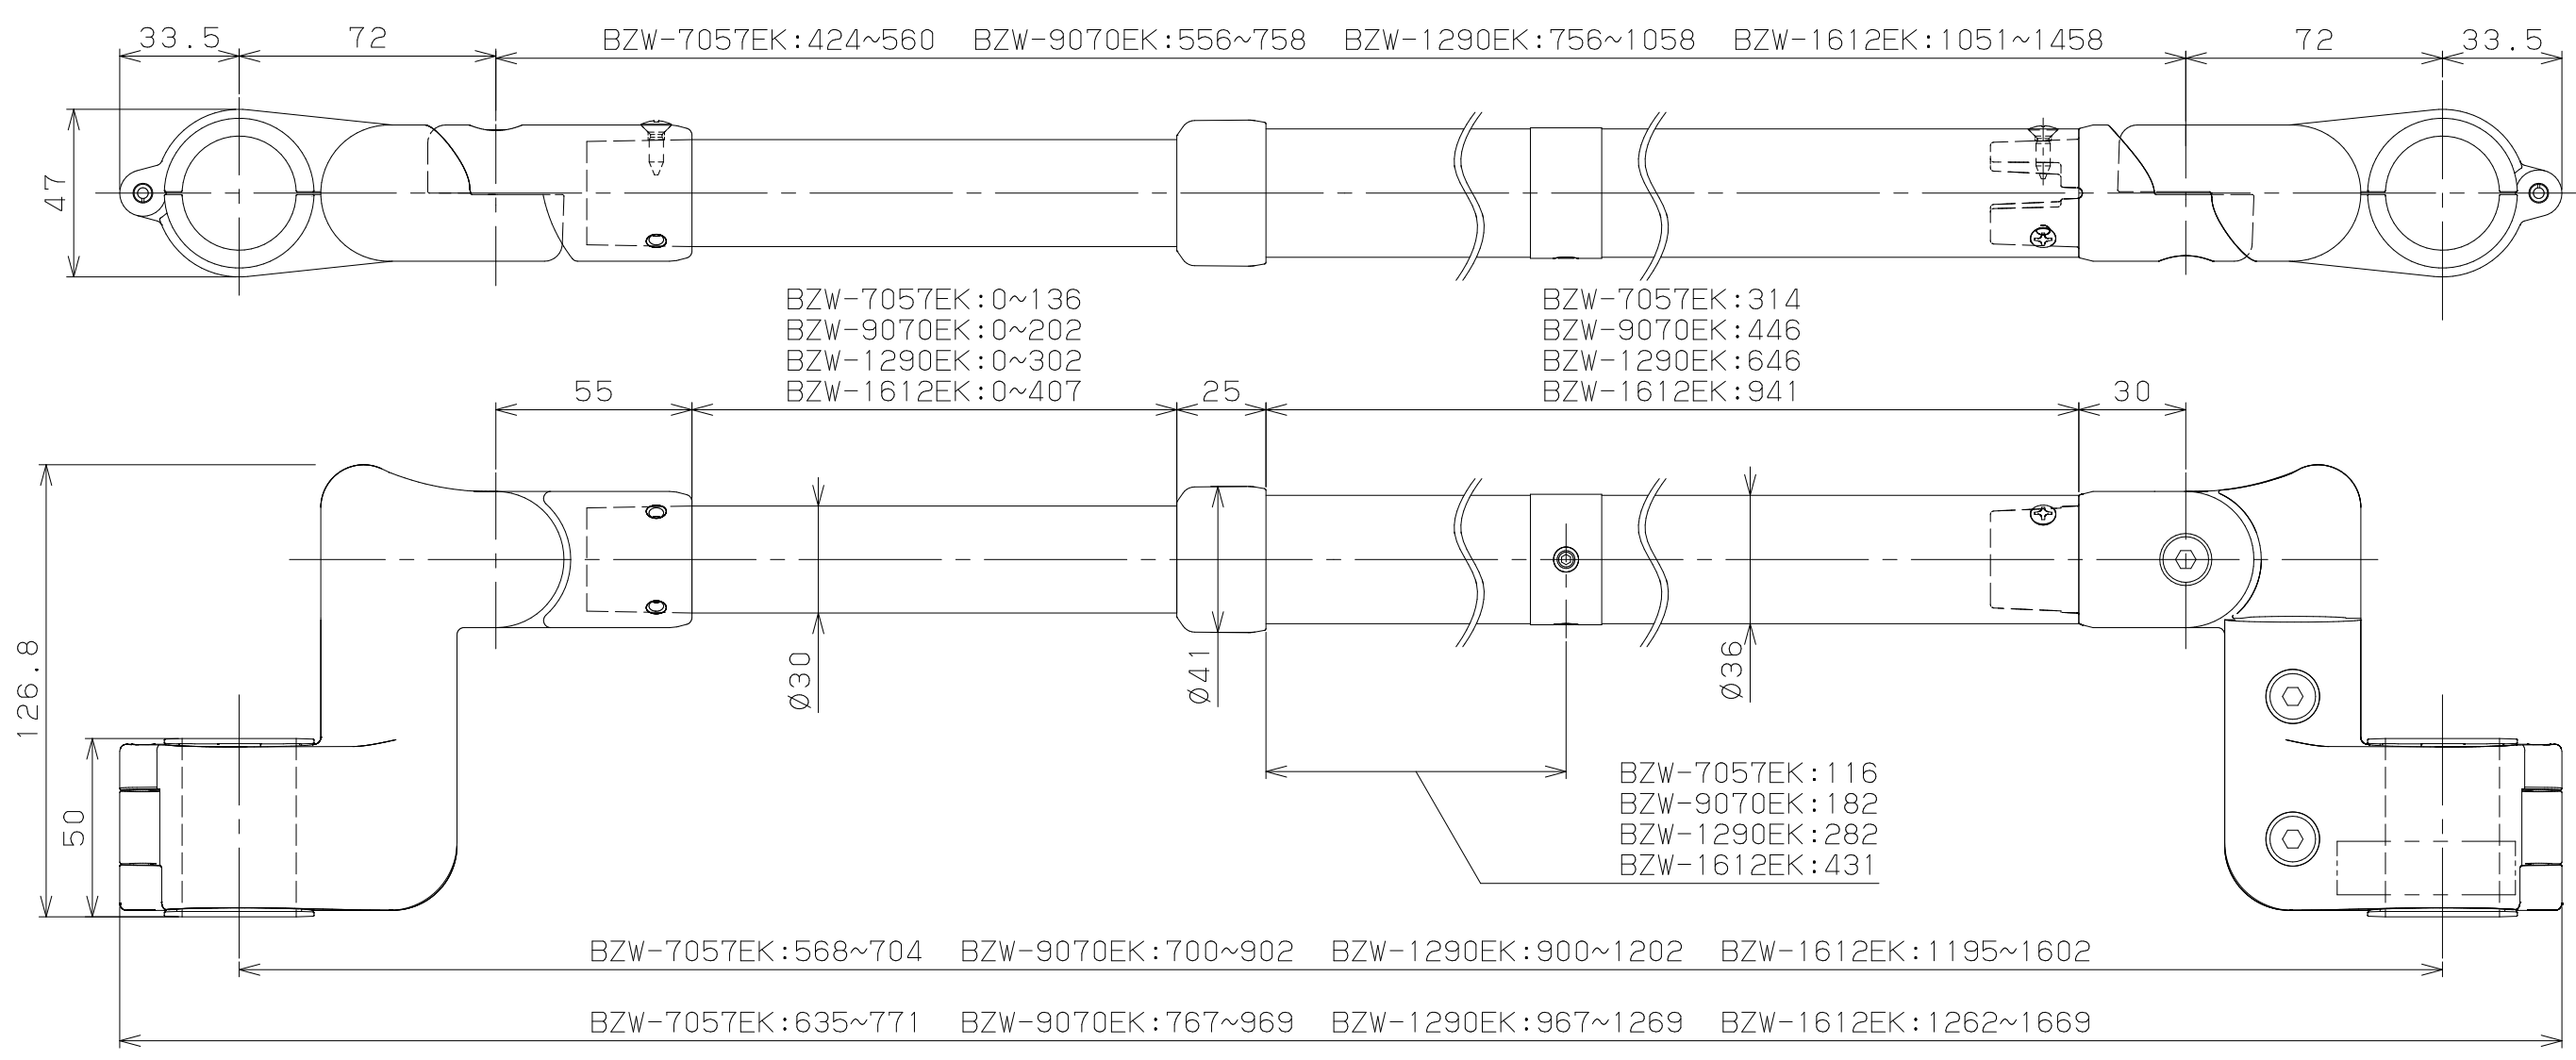 33.5 72 BZW-7057EK:424~560 BZW-9070EK:556~758 BZW-1290EK:756~1058 BZW-1612EK:1051~1458 72 33.5
47
BZW-7057EK:0~136
BZW-9070EK:0~202
BZW-1290EK:0~302
BZW-1612EK:0~407
BZW-7057EK:314
BZW-9070EK:446
BZW-1290EK:646
BZW-1612EK:941
55 25 30
126.8
Ø30
Ø41
Ø36
50
BZW-7057EK:116
BZW-9070EK:182
BZW-1290EK:282
BZW-1612EK:431
BZW-7057EK:568~704 BZW-9070EK:700~902 BZW-1290EK:900~1202 BZW-1612EK:1195~1602
BZW-7057EK:635~771 BZW-9070EK:767~969 BZW-1290EK:967~1269 BZW-1612EK:1262~1669